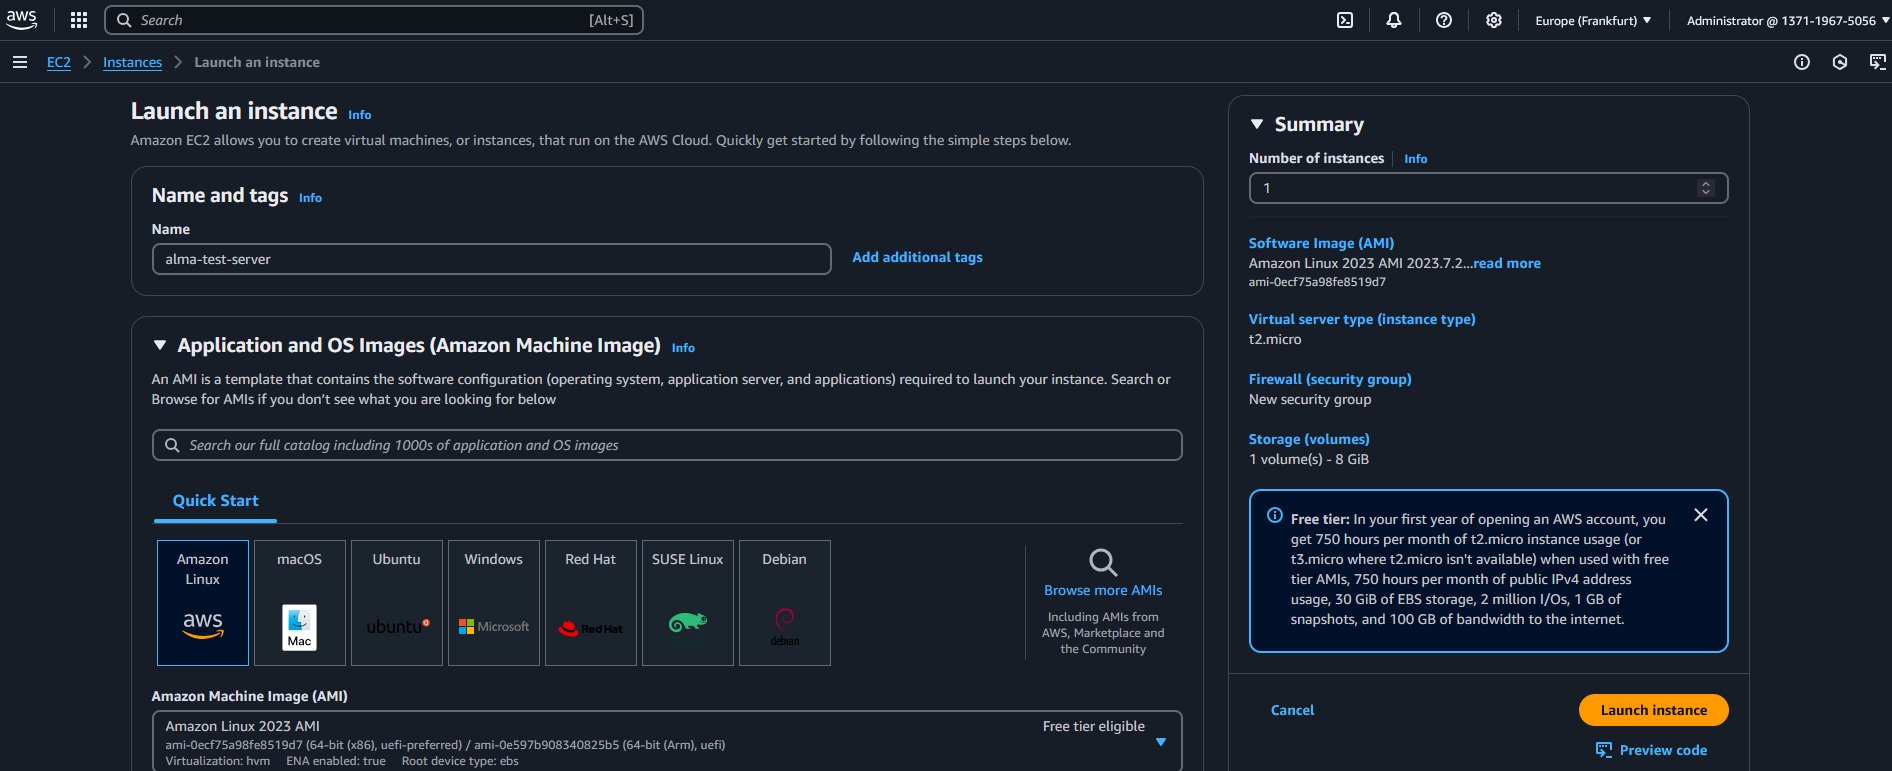 aws
Search
[Alt+S]
Europe (Frankfurt)
Administrator @ 1371-1967-5056
EC2
Instances
Launch an instance
Launch an instance Info
Amazon EC2 allows you to create virtual machines, or instances, that run on the AWS Cloud. Quickly get started by following the simple steps below.
Name and tags Info
Name
alma-test-server
Add additional tags
Application and OS Images (Amazon Machine Image) Info
An AMI is a template that contains the software configuration (operating system, application server, and applications) required to launch your instance. Search or
Browse for AMIs if you don't see what you are looking for below
Search our full catalog including 1000s of application and OS images
Quick Start
Amazon
Linux
aws
macOS
Mac
Ubuntu
ubuntu
Windows
Microsoft
Red Hat
Red Hat
SUSE Linux
Debian
debian
Browse more AMIs
Including AMIs from
AWS, Marketplace and
the Community
Amazon Machine Image (AMI)
Amazon Linux 2023 AMI
Free tier eligible
ami-0ecf75a98fe8519d7 (64-bit (x86), uefi-preferred) / ami-0e597b908340825b5 (64-bit (Arm), uefi)
Virtualization: hvm ENA enabled: true Root device type: ebs
Summary
Number of instances Info
1
Software Image (AMI)
Amazon Linux 2023 AMI 2023.7.2...read more
ami-0ecf75a98fe8519d7
Virtual server type (instance type)
t2.micro
Firewall (security group)
New security group
Storage (volumes)
1 volume(s) - 8 GiB
Free tier: In your first year of opening an AWS account, you
get 750 hours per month of t2.micro instance usage (or
t3.micro where t2.micro isn't available) when used with free
tier AMIs, 750 hours per month of public IPv4 address
usage, 30 GiB of EBS storage, 2 million I/Os, 1 GB of
snapshots, and 100 GB of bandwidth to the internet.
Cancel
Launch instance
Preview code